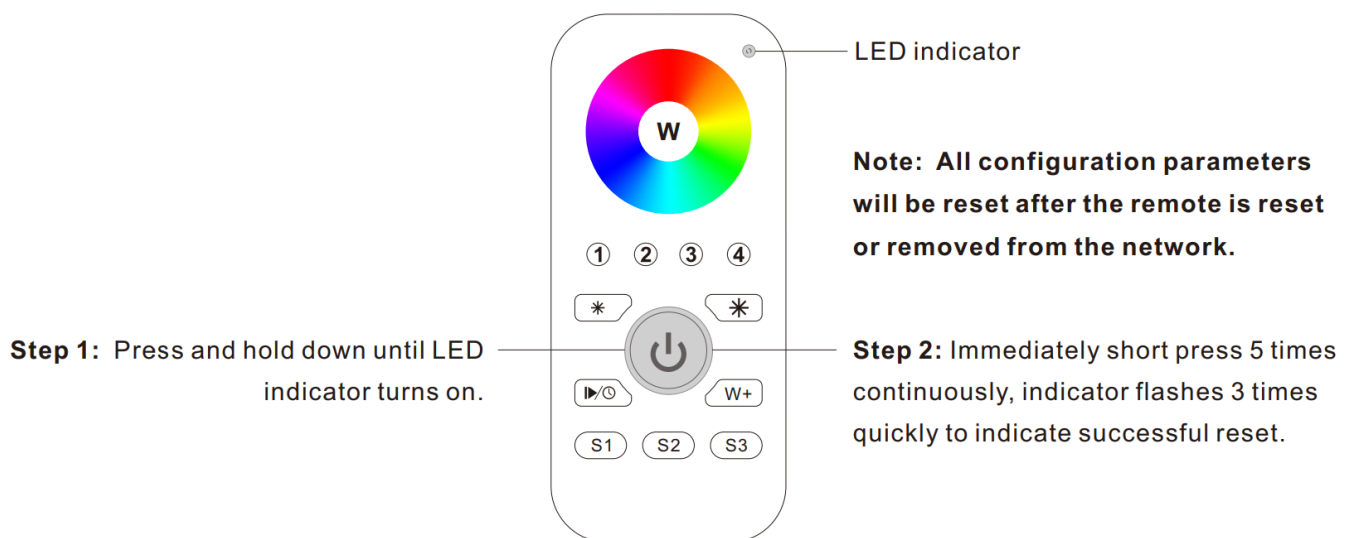 LED indicator
W
Note: All configuration parameters
will be reset after the remote is reset
or removed from the network.
① ② ③ ④
Step 1: Press and hold down until LED
indicator turns on.
Step 2: Immediately short press 5 times
continuously, indicator flashes 3 times
quickly to indicate successful reset.
W+
S1 S2 S3